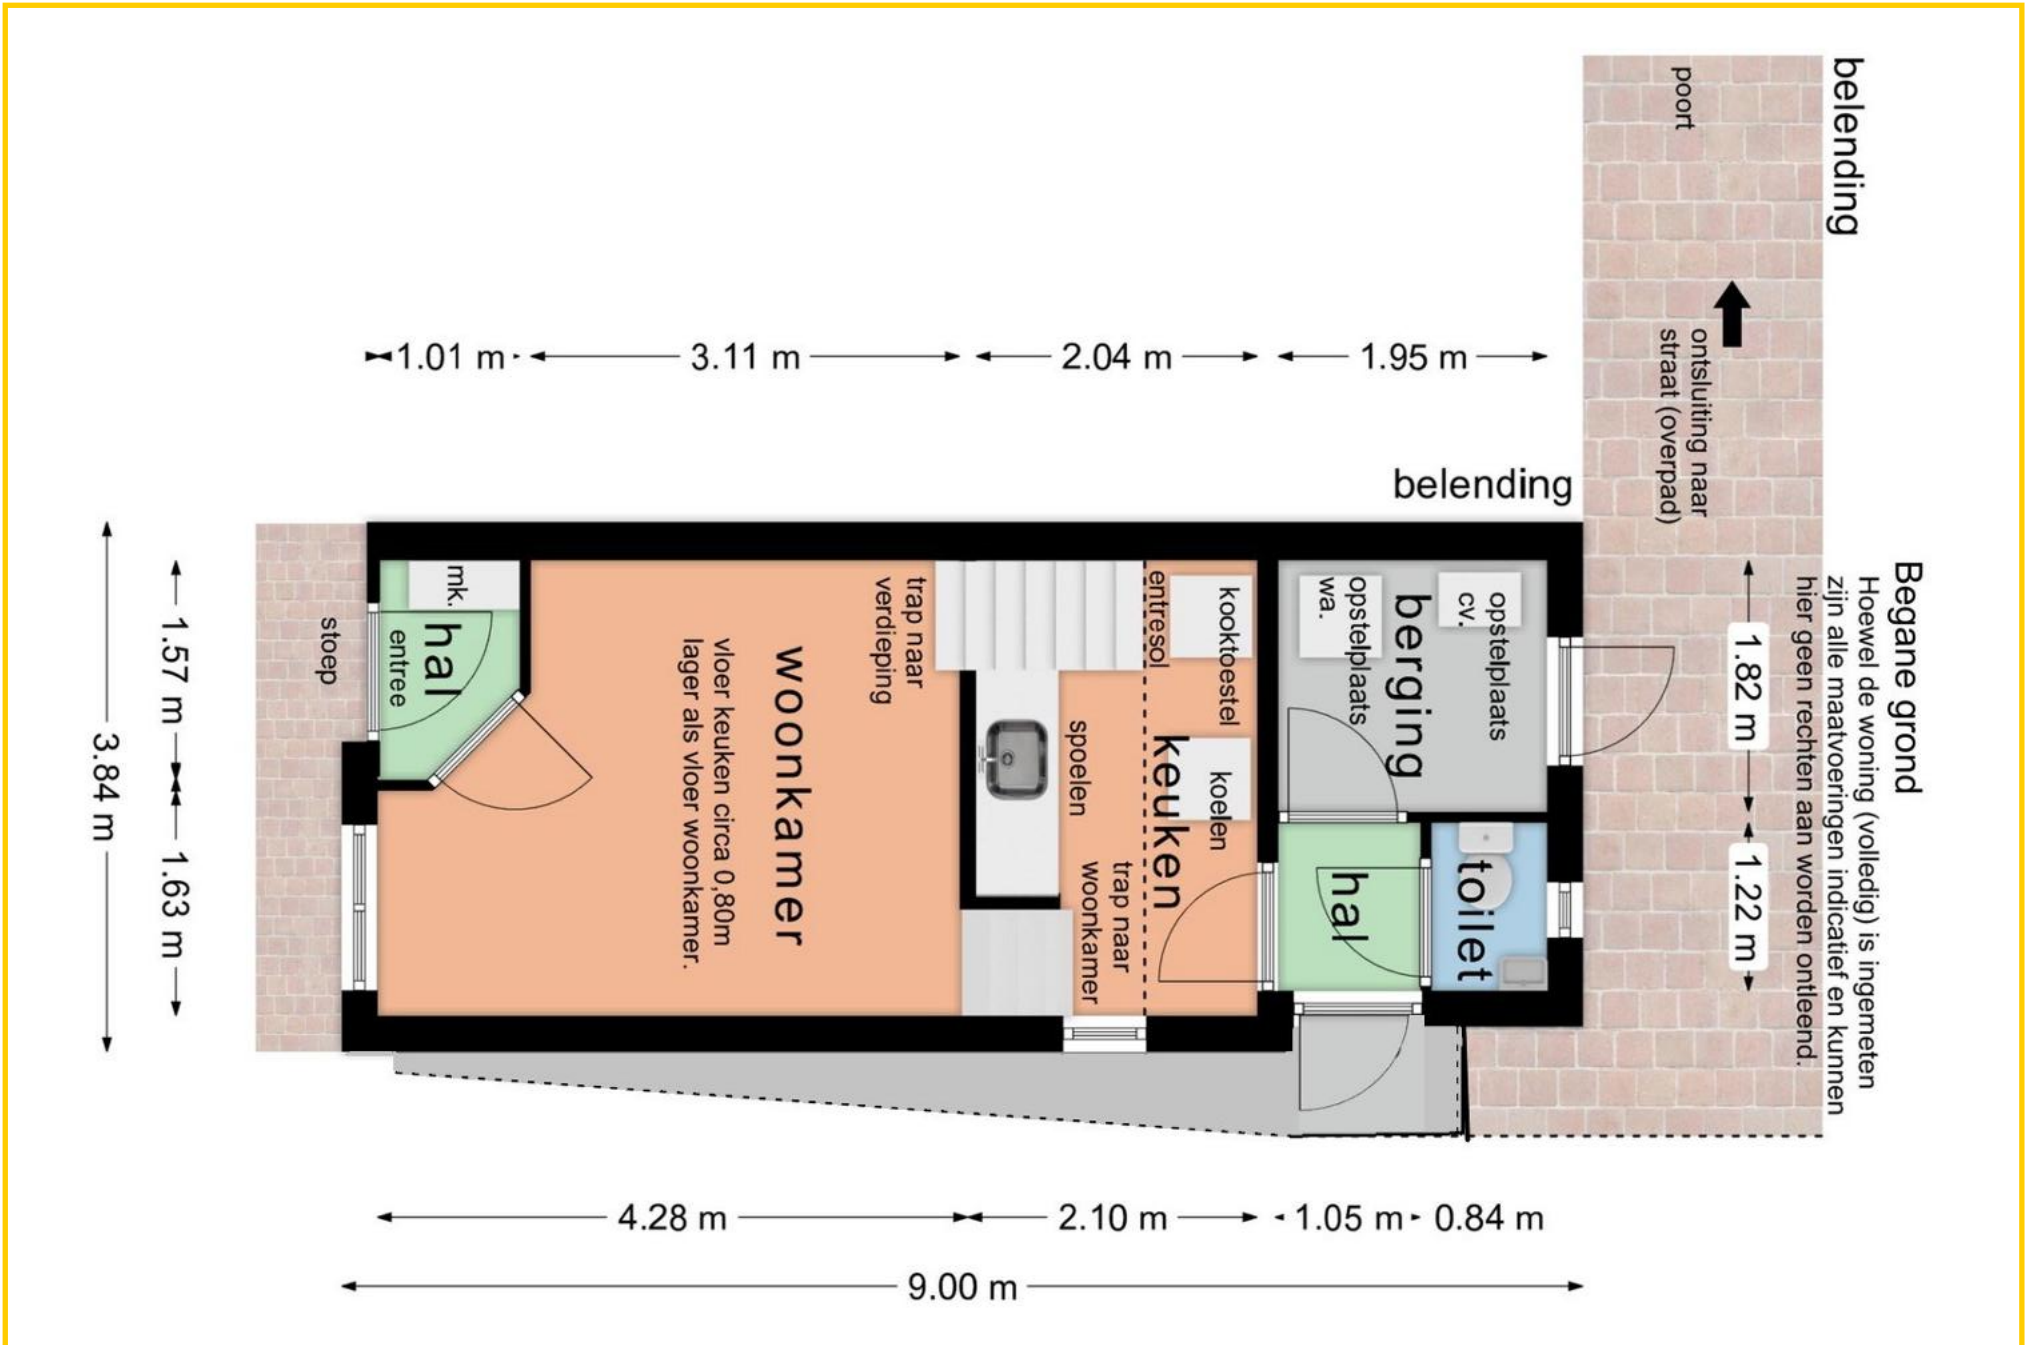 Begane grond
Hoewel de woning (volledig) is ingemeten
zijn alle maatvoeringen indicatief en kunnen
hier geen rechten aan worden ontleend.
belending
poort
ontsluiting naar
straat (overpad)
1.01 m
3.11 m
2.04 m
1.95 m
belending
3.84 m
1.57 m
1.63 m
stoep
mk.
hal
entree
woonkamer
vloer keuken circa 0,80m
lager als vloer woonkamer.
trap naar
verdieping
entresol
kooktoestel
spoelen
koelen
keuken
trap naar
woonkamer
opstelplaats
wa.
berging
opstelplaats
cv.
hal
toilet
1.82 m
1.22 m
4.28 m
2.10 m
1.05 m
0.84 m
9.00 m